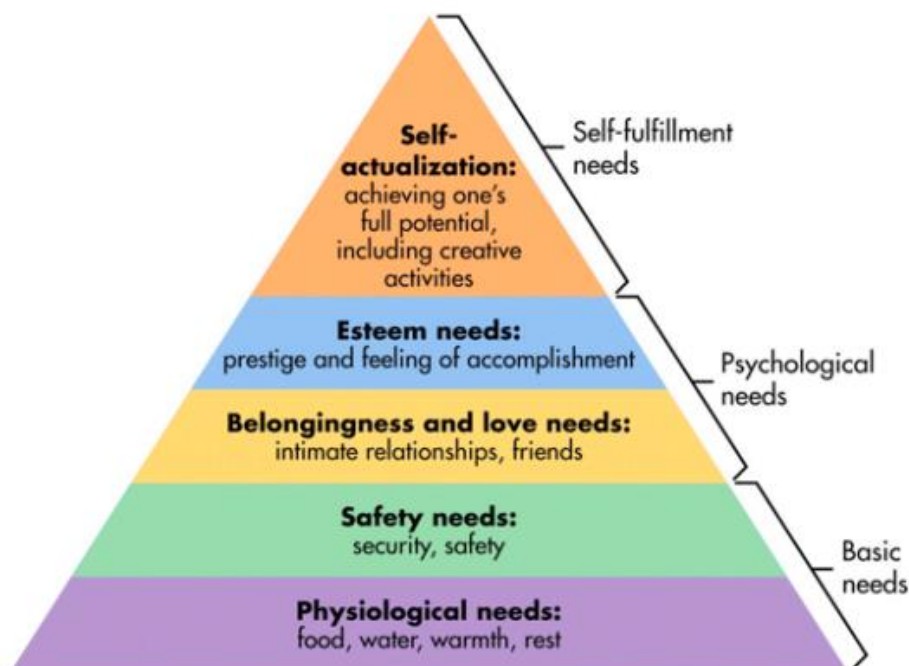 Self-
actualization:
achieving one's
full potential,
including creative
activities
Self-fulfillment
needs
Esteem needs:
prestige and feeling of accomplishment
Psychological
needs
Belongingness and love needs:
intimate relationships, friends
Safety needs:
security, safety
Basic
needs
Physiological needs:
food, water, warmth, rest